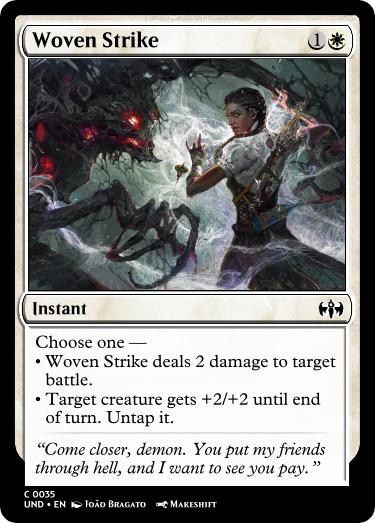 Woven Strike
1
Instant
Choose one —
• Woven Strike deals 2 damage to target
battle.
• Target creature gets +2/+2 until end
of turn. Untap it.
“Come closer, demon. You put my friends
through hell, and I want to see you pay.”
C 0035
UND • EN João Bragato Makeshift